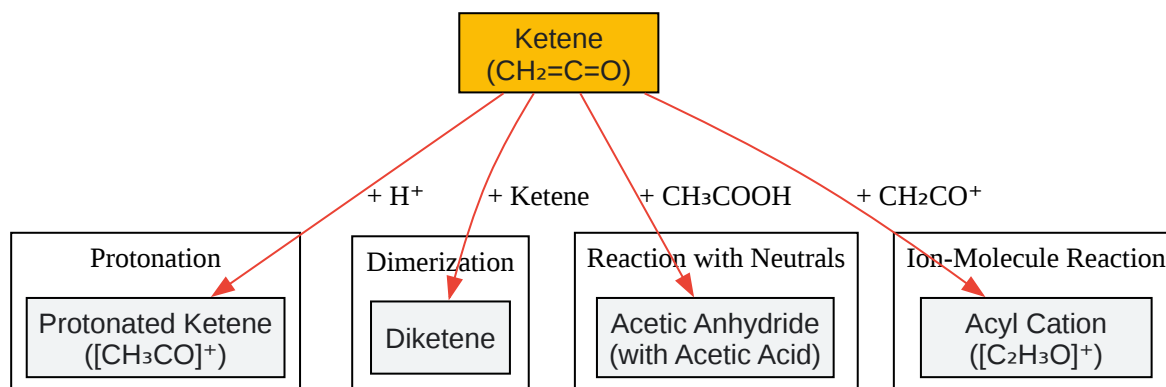 Ketene
(CH₂=C=O)
+ H⁺
+ Ketene
+ CH₃COOH
+ CH₂CO⁺
Protonation
Dimerization
Reaction with Neutrals
Ion-Molecule Reaction
Protonated Ketene
([CH₃CO]⁺)
Diketene
Acetic Anhydride
(with Acetic Acid)
Acyl Cation
([C₂H₃O]⁺)